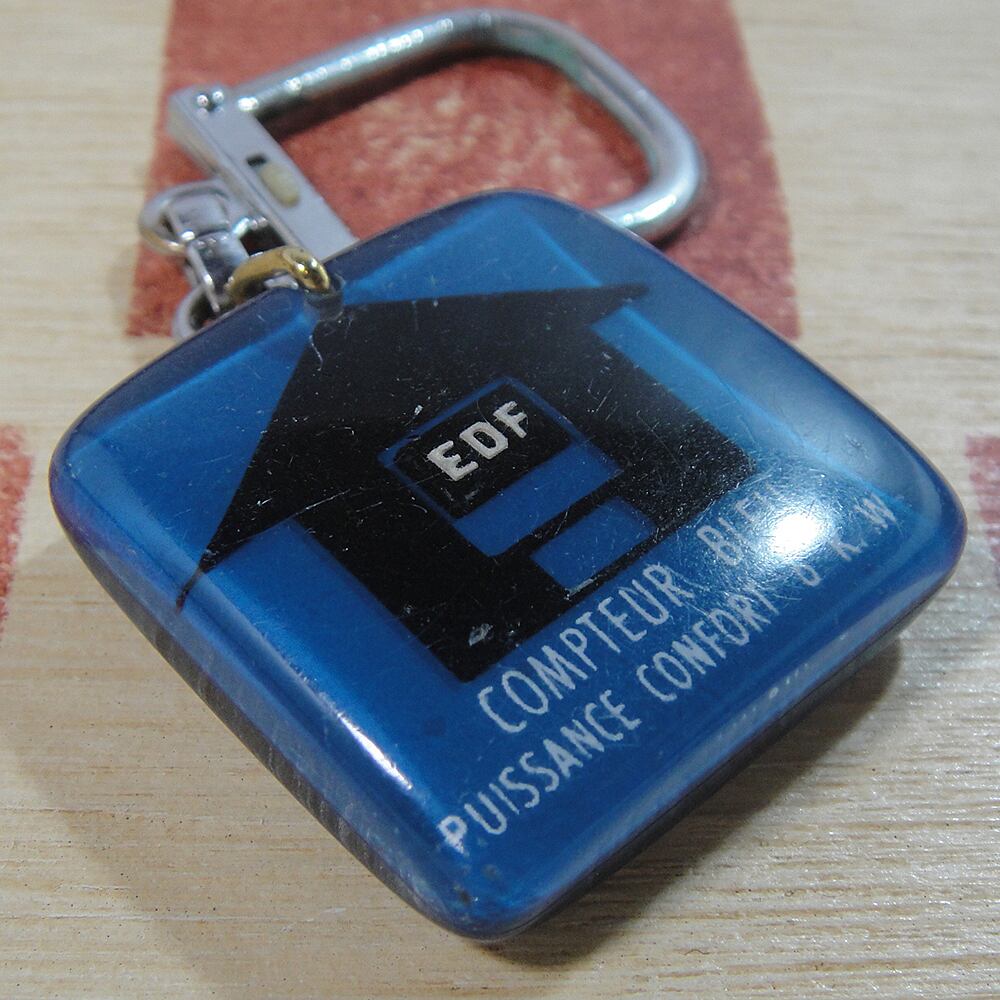 EDF
COMPTEUR BLEU
PUISSANCE CONFORT 6 K.W